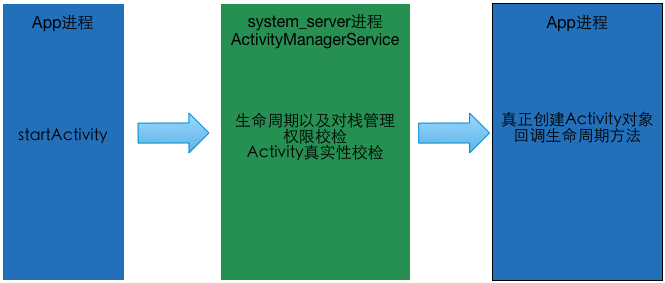 App进程
startActivity
system_server进程
ActivityManagerService
生命周期以及对栈管理
权限校检
Activity真实性校检
App进程
真正创建Activity对象
回调生命周期方法